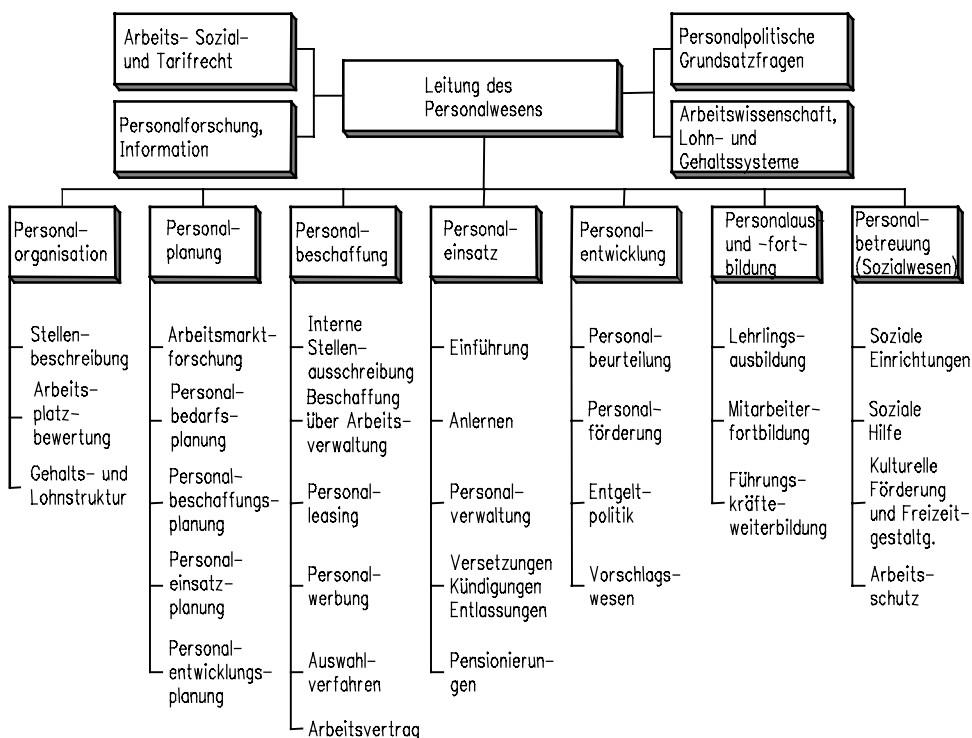 Arbeits- Sozial-
und Tarifrecht
Personalforschung,
Information
Leitung des
Personalwesens
Personalpolitische
Grundsatzfragen
Arbeitswissenschaft,
Lohn- und
Gehaltssysteme
Personal-
organisation
Stellen-
beschreibung
Arbeits-
platz-
bewertung
Gehalts- und
Lohnstruktur
Personal-
planung
Arbeitsmarkt-
forschung
Personal-
bedarfs-
planung
Personal-
beschaffungs-
planung
Personal-
einsatz-
planung
Personal-
entwicklungs-
planung
Personal-
beschaffung
Interne
Stellen-
ausschreibung
Beschaffung
über Arbeits-
verwaltung
Personal-
leasing
Personal-
werbung
Auswahl-
verfahren
Arbeitsvertrag
Personal-
einsatz
Einführung
Anlernen
Personal-
verwaltung
Versetzungen
Kündigungen
Entlassungen
Pensionierun-
gen
Personal-
entwicklung
Personal-
beurteilung
Personal-
förderung
Entgelt-
politik
Vorschlags-
wesen
Personalaus-
und -fort-
bildung
Lehrlings-
ausbildung
Mitarbeiter-
fortbildung
Führungs-
kräfte-
weiterbildung
Personal-
betreuung
(Sozialwesen)
Soziale
Einrichtungen
Soziale
Hilfe
Kulturelle
Förderung
und Freizeit-
gestaltg.
Arbeits-
schutz